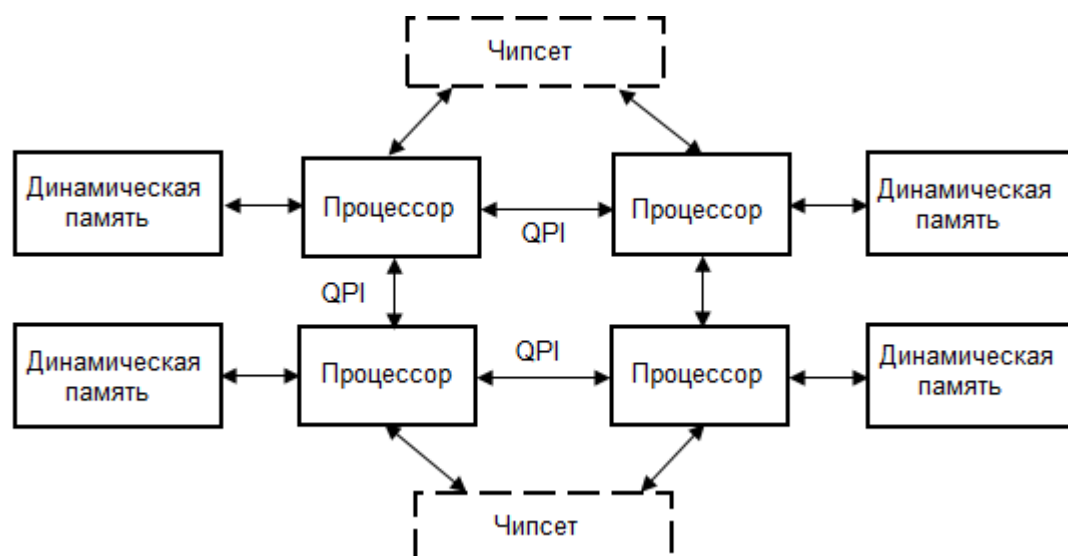 Чипсет
Динамическая
память
Процессор
QPI
Процессор
Динамическая
память
QPI
Динамическая
память
Процессор
QPI
Процессор
Динамическая
память
Чипсет